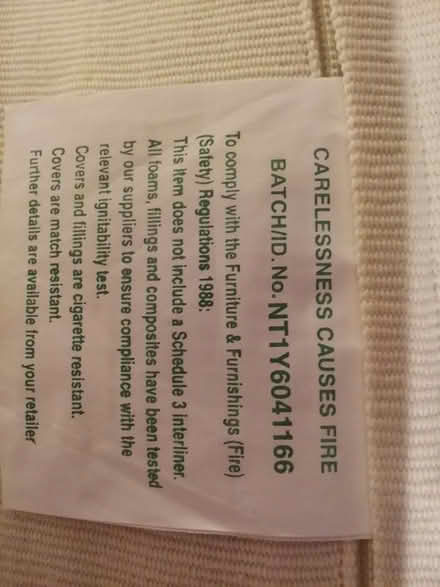 CARELESSNESS CAUSES FIRE
BATCH/ID. No. NT1Y6041166
To comply with the Furniture & Furnishings (Fire)
(Safety) Regulations 1988:
This item does not include a Schedule 3 interliner.
All foams, fillings and composites have been tested
by our suppliers to ensure compliance with the
relevant ignitability test.
Covers and fillings are cigarette resistant.
Covers are match resistant.
Further details are available from your retailer